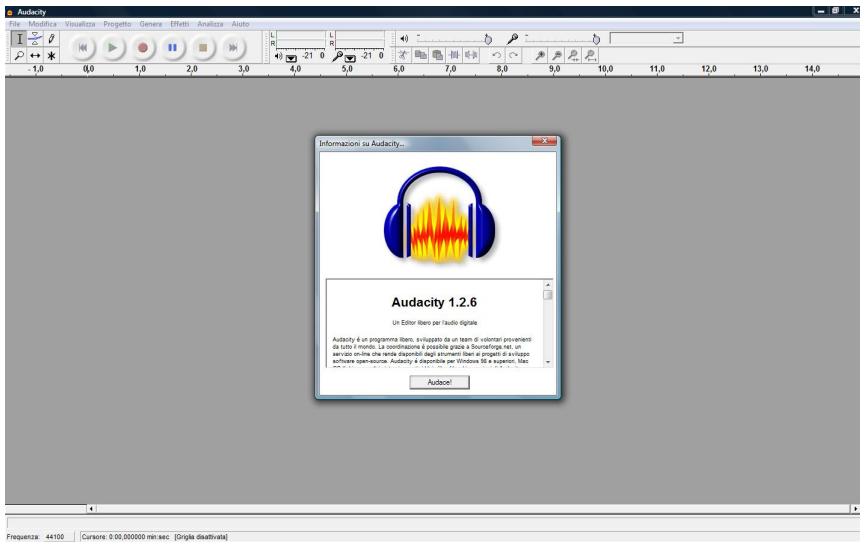 Audacity
File Modifica Visualizza Progetto Genera Effetti Analizza Aiuto
L
R
L
R
-21 0
-21 0
- 1,0 0,0 1,0 2,0 3,0 4,0 5,0 6,0 7,0 8,0 9,0 10,0 11,0 12,0 13,0 14,0
Informazioni su Audacity...
Audacity 1.2.6
Un Editor libero per l'audio digitale
Audacity é un programma libero, sviluppato da un team di volontari provenienti
da tutto il mondo. La coordinazione é possibile grazie a Sourceforge.net, un
servizio on-line che rende disponibili degli strumenti liberi ai progetti di sviluppo
software open-source. Audacity é disponibile per Windows 98 e superiori, Mac
Audace!
Frequenza: 44100 Cursore: 0:00,000000 min:sec [Griglia disattivata]